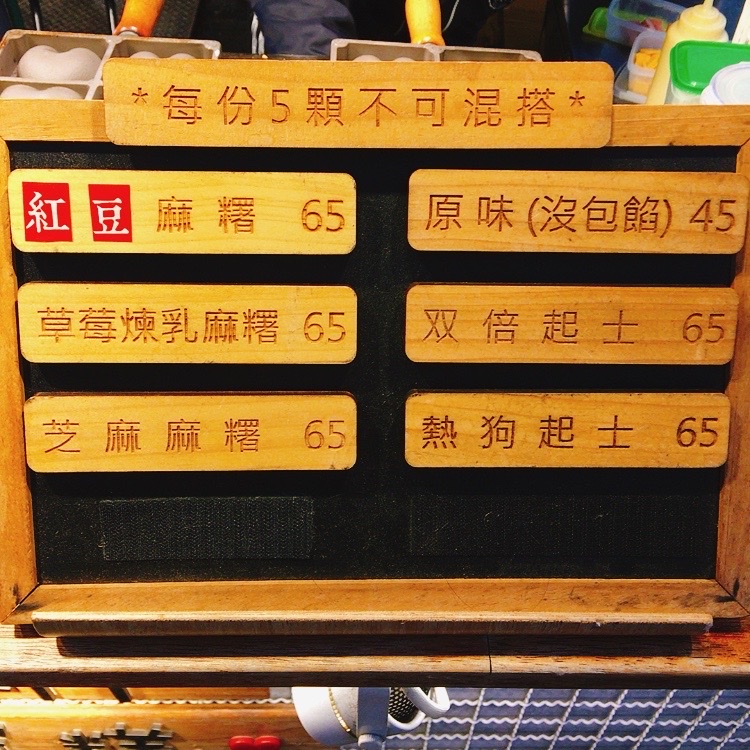 *每份5顆不可混搭*
紅豆麻糬 65
原味(沒包餡) 45
草莓煉乳麻糬 65
双倍起士 65
芝麻麻糬 65
熱狗起士 65